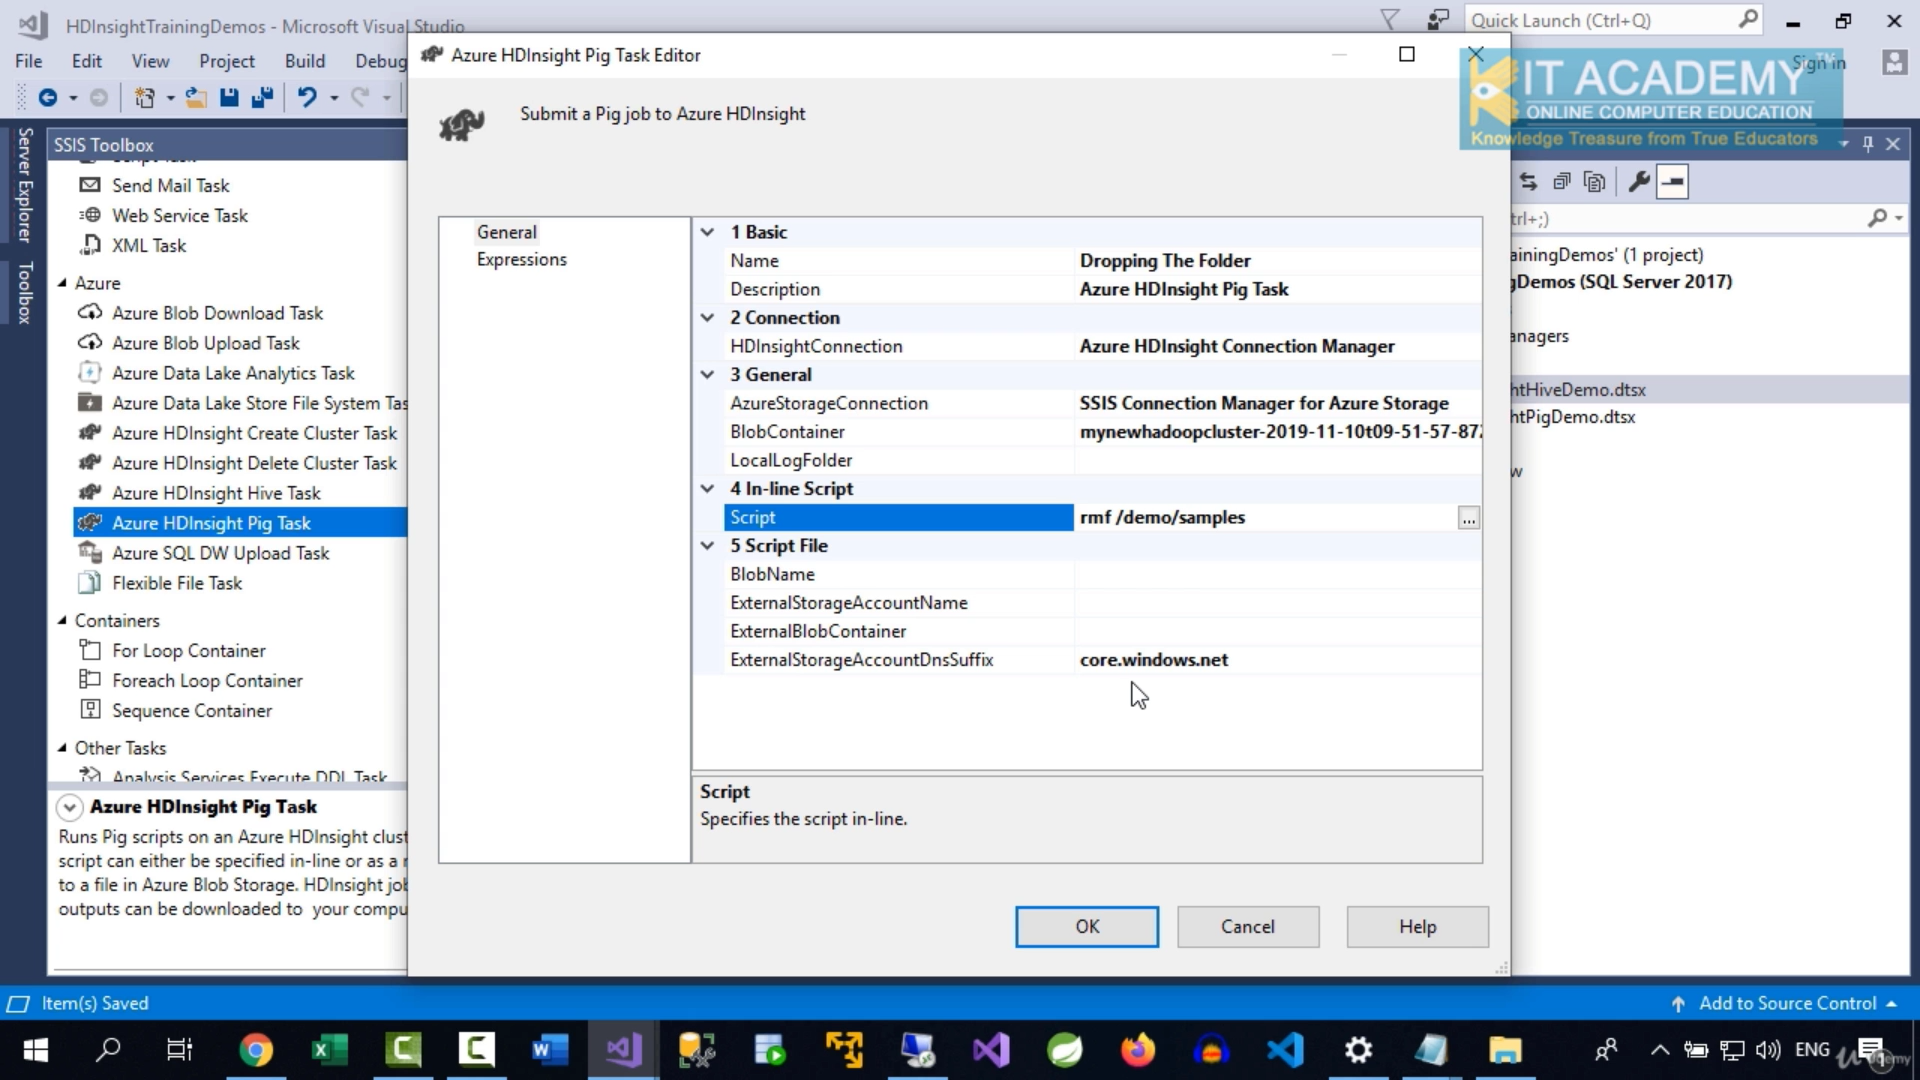 HDInsightTrainingDemos - Microsoft Visual Studio
Quick Launch (Ctrl+Q)
File Edit View Project Build Debug
Sign in
IT ACADEMY
TM
ONLINE COMPUTER EDUCATION
Knowledge Treasure from True Educators
Server Explorer
Toolbox
SSIS Toolbox
Script Task
Send Mail Task
Web Service Task
XML Task
Azure
Azure Blob Download Task
Azure Blob Upload Task
Azure Data Lake Analytics Task
Azure Data Lake Store File System Tas
Azure HDInsight Create Cluster Task
Azure HDInsight Delete Cluster Task
Azure HDInsight Hive Task
Azure HDInsight Pig Task
Azure SQL DW Upload Task
Flexible File Task
Containers
For Loop Container
Foreach Loop Container
Sequence Container
Other Tasks
Analysis Services Execute DDL Task
Azure HDInsight Pig Task
Runs Pig scripts on an Azure HDInsight clust
script can either be specified in-line or as a r
to a file in Azure Blob Storage. HDInsight job
outputs can be downloaded to your compu
Azure HDInsight Pig Task Editor
Submit a Pig job to Azure HDInsight
General
Expressions
1 Basic
Name Dropping The Folder
Description Azure HDInsight Pig Task
2 Connection
HDInsightConnection Azure HDInsight Connection Manager
3 General
AzureStorageConnection SSIS Connection Manager for Azure Storage
BlobContainer mynewhadoopcluster-2019-11-10t09-51-57-87
LocalLogFolder
4 In-line Script
Script rmf /demo/samples ...
5 Script File
BlobName
ExternalStorageAccountName
ExternalBlobContainer
ExternalStorageAccountDnsSuffix core.windows.net
Script
Specifies the script in-line.
OK Cancel Help
trl+;)
ainingDemos' (1 project)
gDemos (SQL Server 2017)
anagers
htHiveDemo.dtsx
htPigDemo.dtsx
w
Item(s) Saved
Add to Source Control
ENG